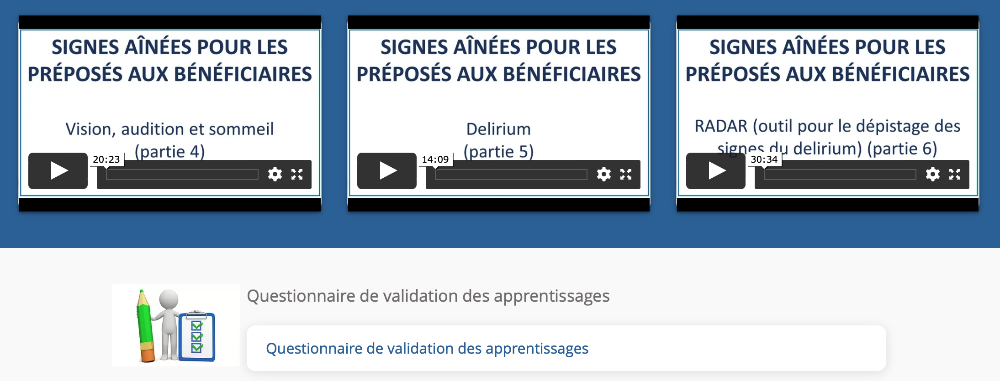 SIGNES AÎNÉES POUR LES
PRÉPOSÉS AUX BÉNÉFICIAIRES
Vision, audition et sommeil
(partie 4)
20:23
SIGNES AÎNÉES POUR LES
PRÉPOSÉS AUX BÉNÉFICIAIRES
Delirium
(partie 5)
14:09
SIGNES AÎNÉES POUR LES
PRÉPOSÉS AUX BÉNÉFICIAIRES
RADAR (outil pour le dépistage des
signes du delirium) (partie 6)
30:34
Questionnaire de validation des apprentissages
Questionnaire de validation des apprentissages